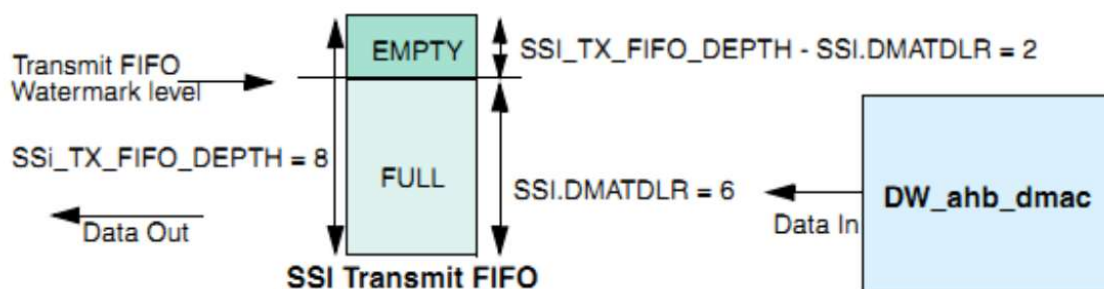 EMPTY
SSI_TX_FIFO_DEPTH - SSI.DMATDLR = 2
Transmit FIFO
Watermark level
SSi_TX_FIFO_DEPTH = 8
FULL
SSI.DMATDLR = 6
DW_ahb_dmac
Data In
Data Out
SSI Transmit FIFO